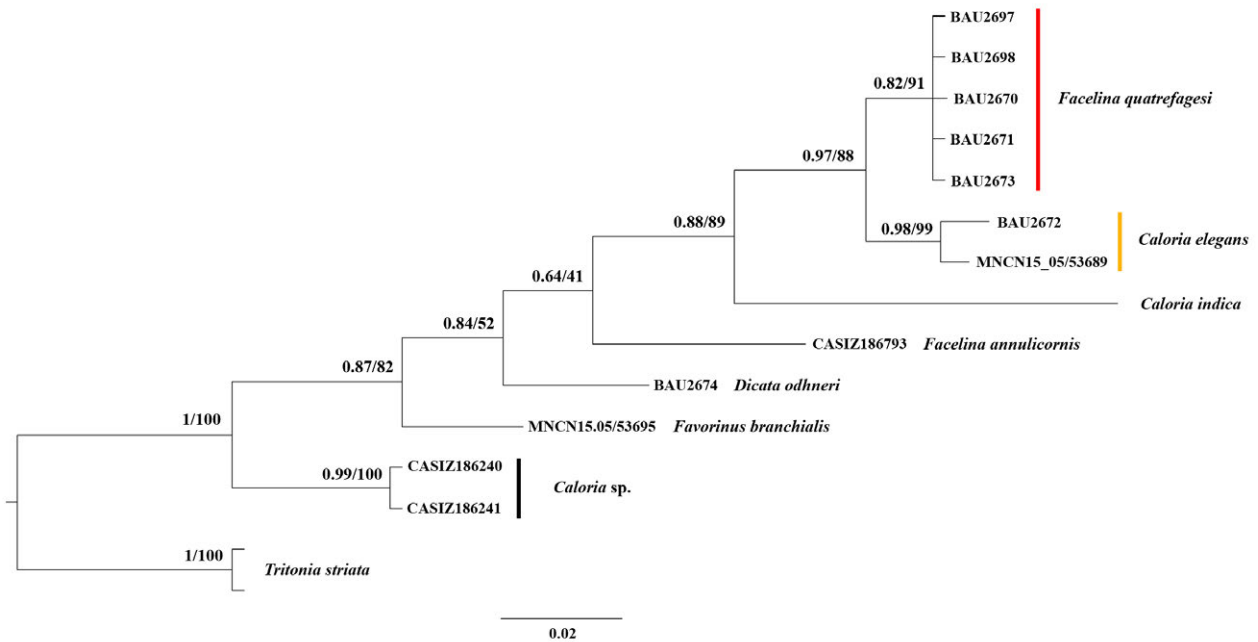 BAU2697
BAU2698
0.82/91
BAU2670 Facelina quatrefagesi
BAU2671
0.97/88
BAU2673
BAU2672
0.88/89
0.98/99
Caloria elegans
MNCN15_05/53689
0.64/41
Caloria indica
0.84/52
CASIZ186793 Facelina annulicornis
0.87/82
BAU2674 Dicata odhneri
1/100
MNCN15.05/53695 Favorinus branchialis
0.99/100
CASIZ186240
Caloria sp.
CASIZ186241
1/100
Tritonia striata
0.02